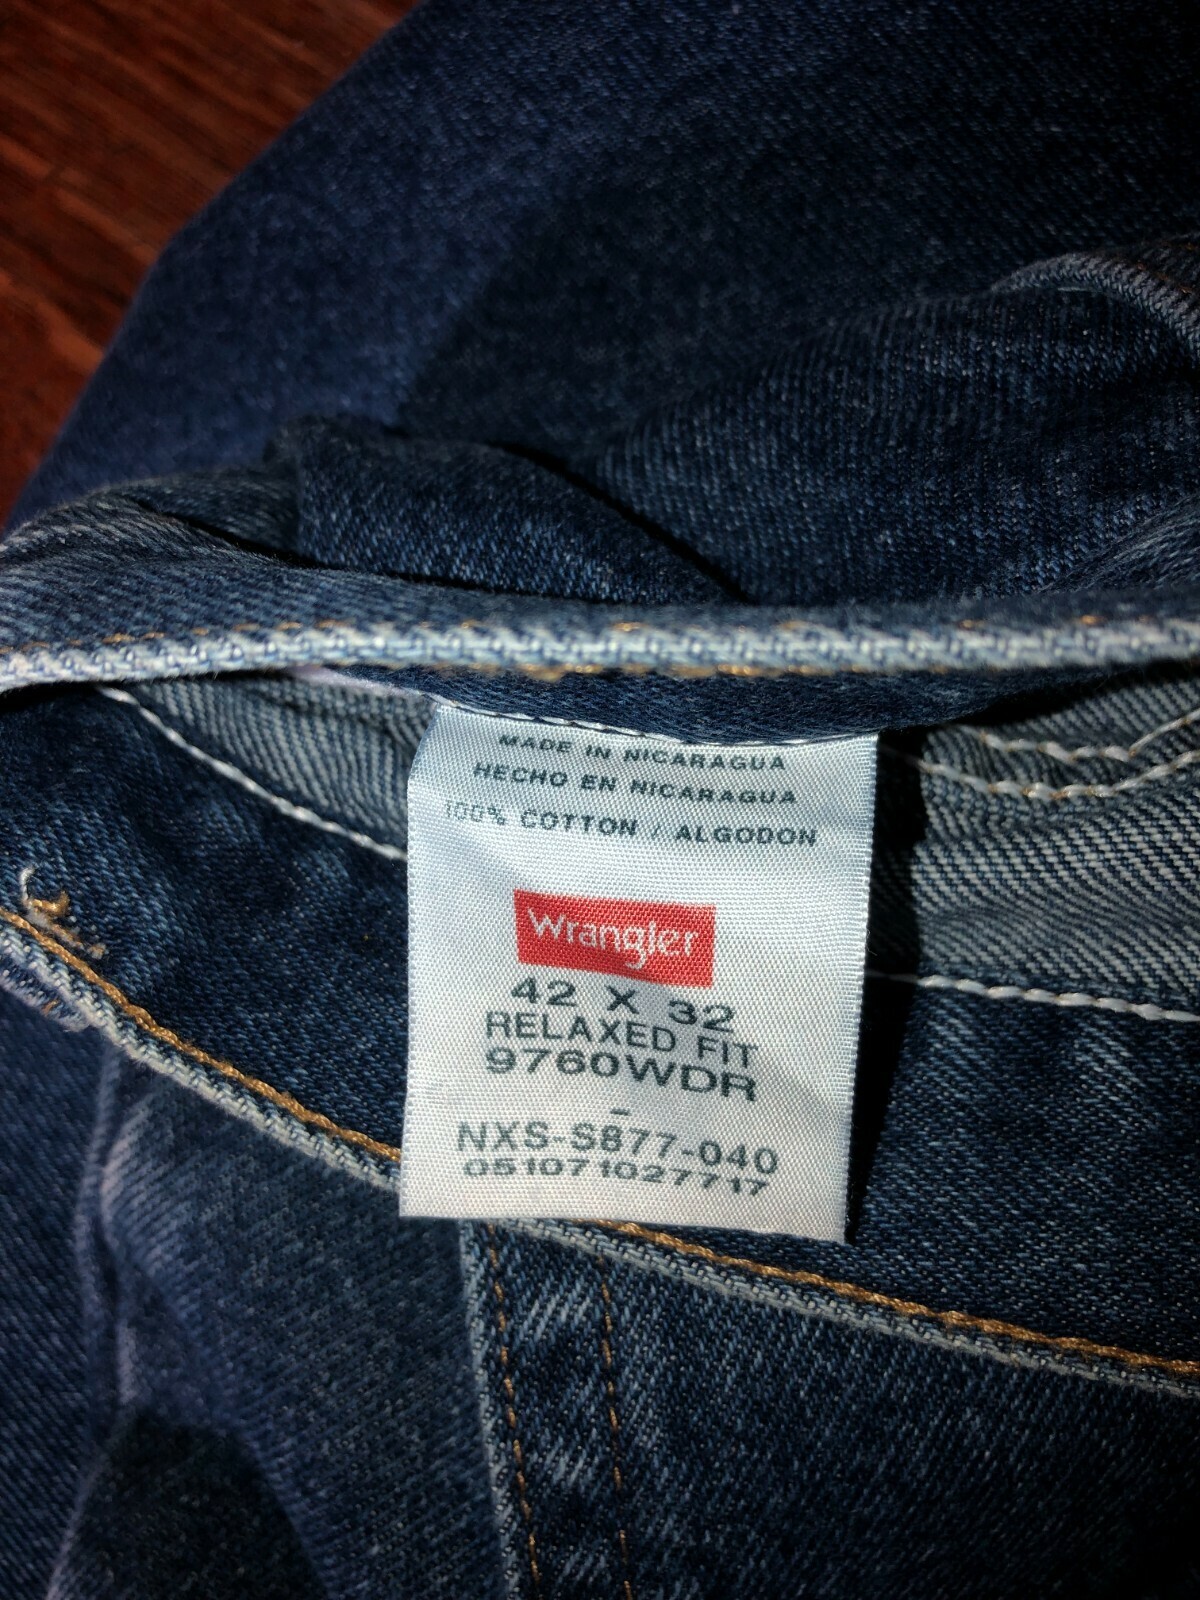 MADE IN NICARAGUA
HECHO EN NICARAGUA
100% COTTON / ALGODON
Wrangler
42 X 32
RELAXED FIT
9760WDR
-
NXS-S877-040
051071027717